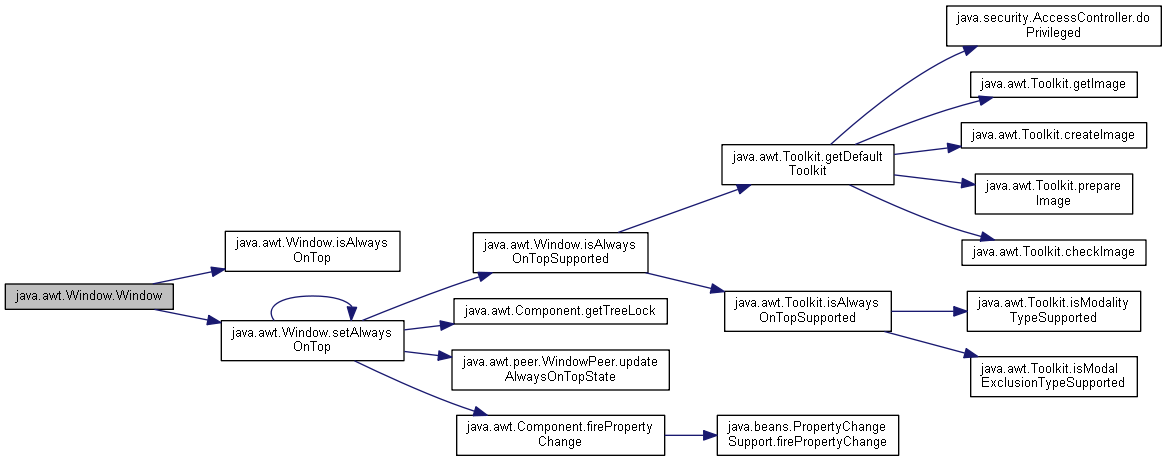 java.security.AccessController.do
Privileged
java.awt.Toolkit.getImage
java.awt.Toolkit.createImage
java.awt.Toolkit.getDefault
Toolkit
java.awt.Toolkit.prepare
Image
java.awt.Window.isAlways
OnTop
java.awt.Window.isAlways
OnTopSupported
java.awt.Toolkit.checkImage
java.awt.Window.Window
java.awt.Component.getTreeLock
java.awt.Toolkit.isAlways
OnTopSupported
java.awt.Toolkit.isModality
TypeSupported
java.awt.Window.setAlways
OnTop
java.awt.peer.WindowPeer.update
AlwaysOnTopState
java.awt.Toolkit.isModal
ExclusionTypeSupported
java.awt.Component.fireProperty
Change
java.beans.PropertyChange
Support.firePropertyChange